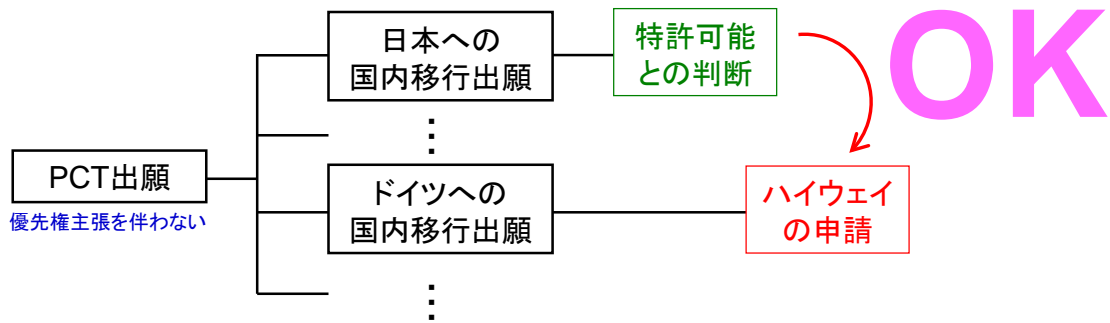 日本への
国内移行出願
特許可能
との判断
OK
⋮
PCT出願
優先権主張を伴わない
ドイツへの
国内移行出願
ハイウェイ
の申請
⋮